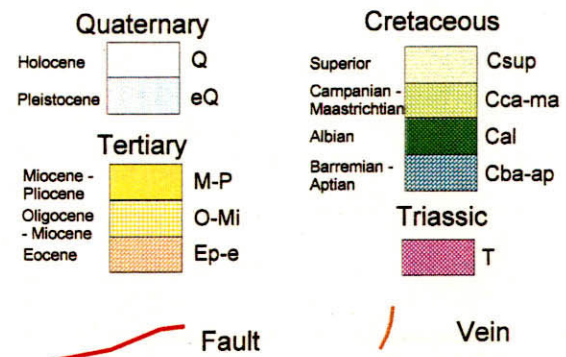 Quaternary
Holocene Q
Pleistocene eQ
Tertiary
Miocene -
Pliocene M-P
Oligocene
- Miocene O-Mi
Eocene Ep-e
Fault
Cretaceous
Superior Csup
Campanian -
Maastrichtian Cca-ma
Albian Cal
Barremian -
Aptian Cba-ap
Triassic
T
Vein